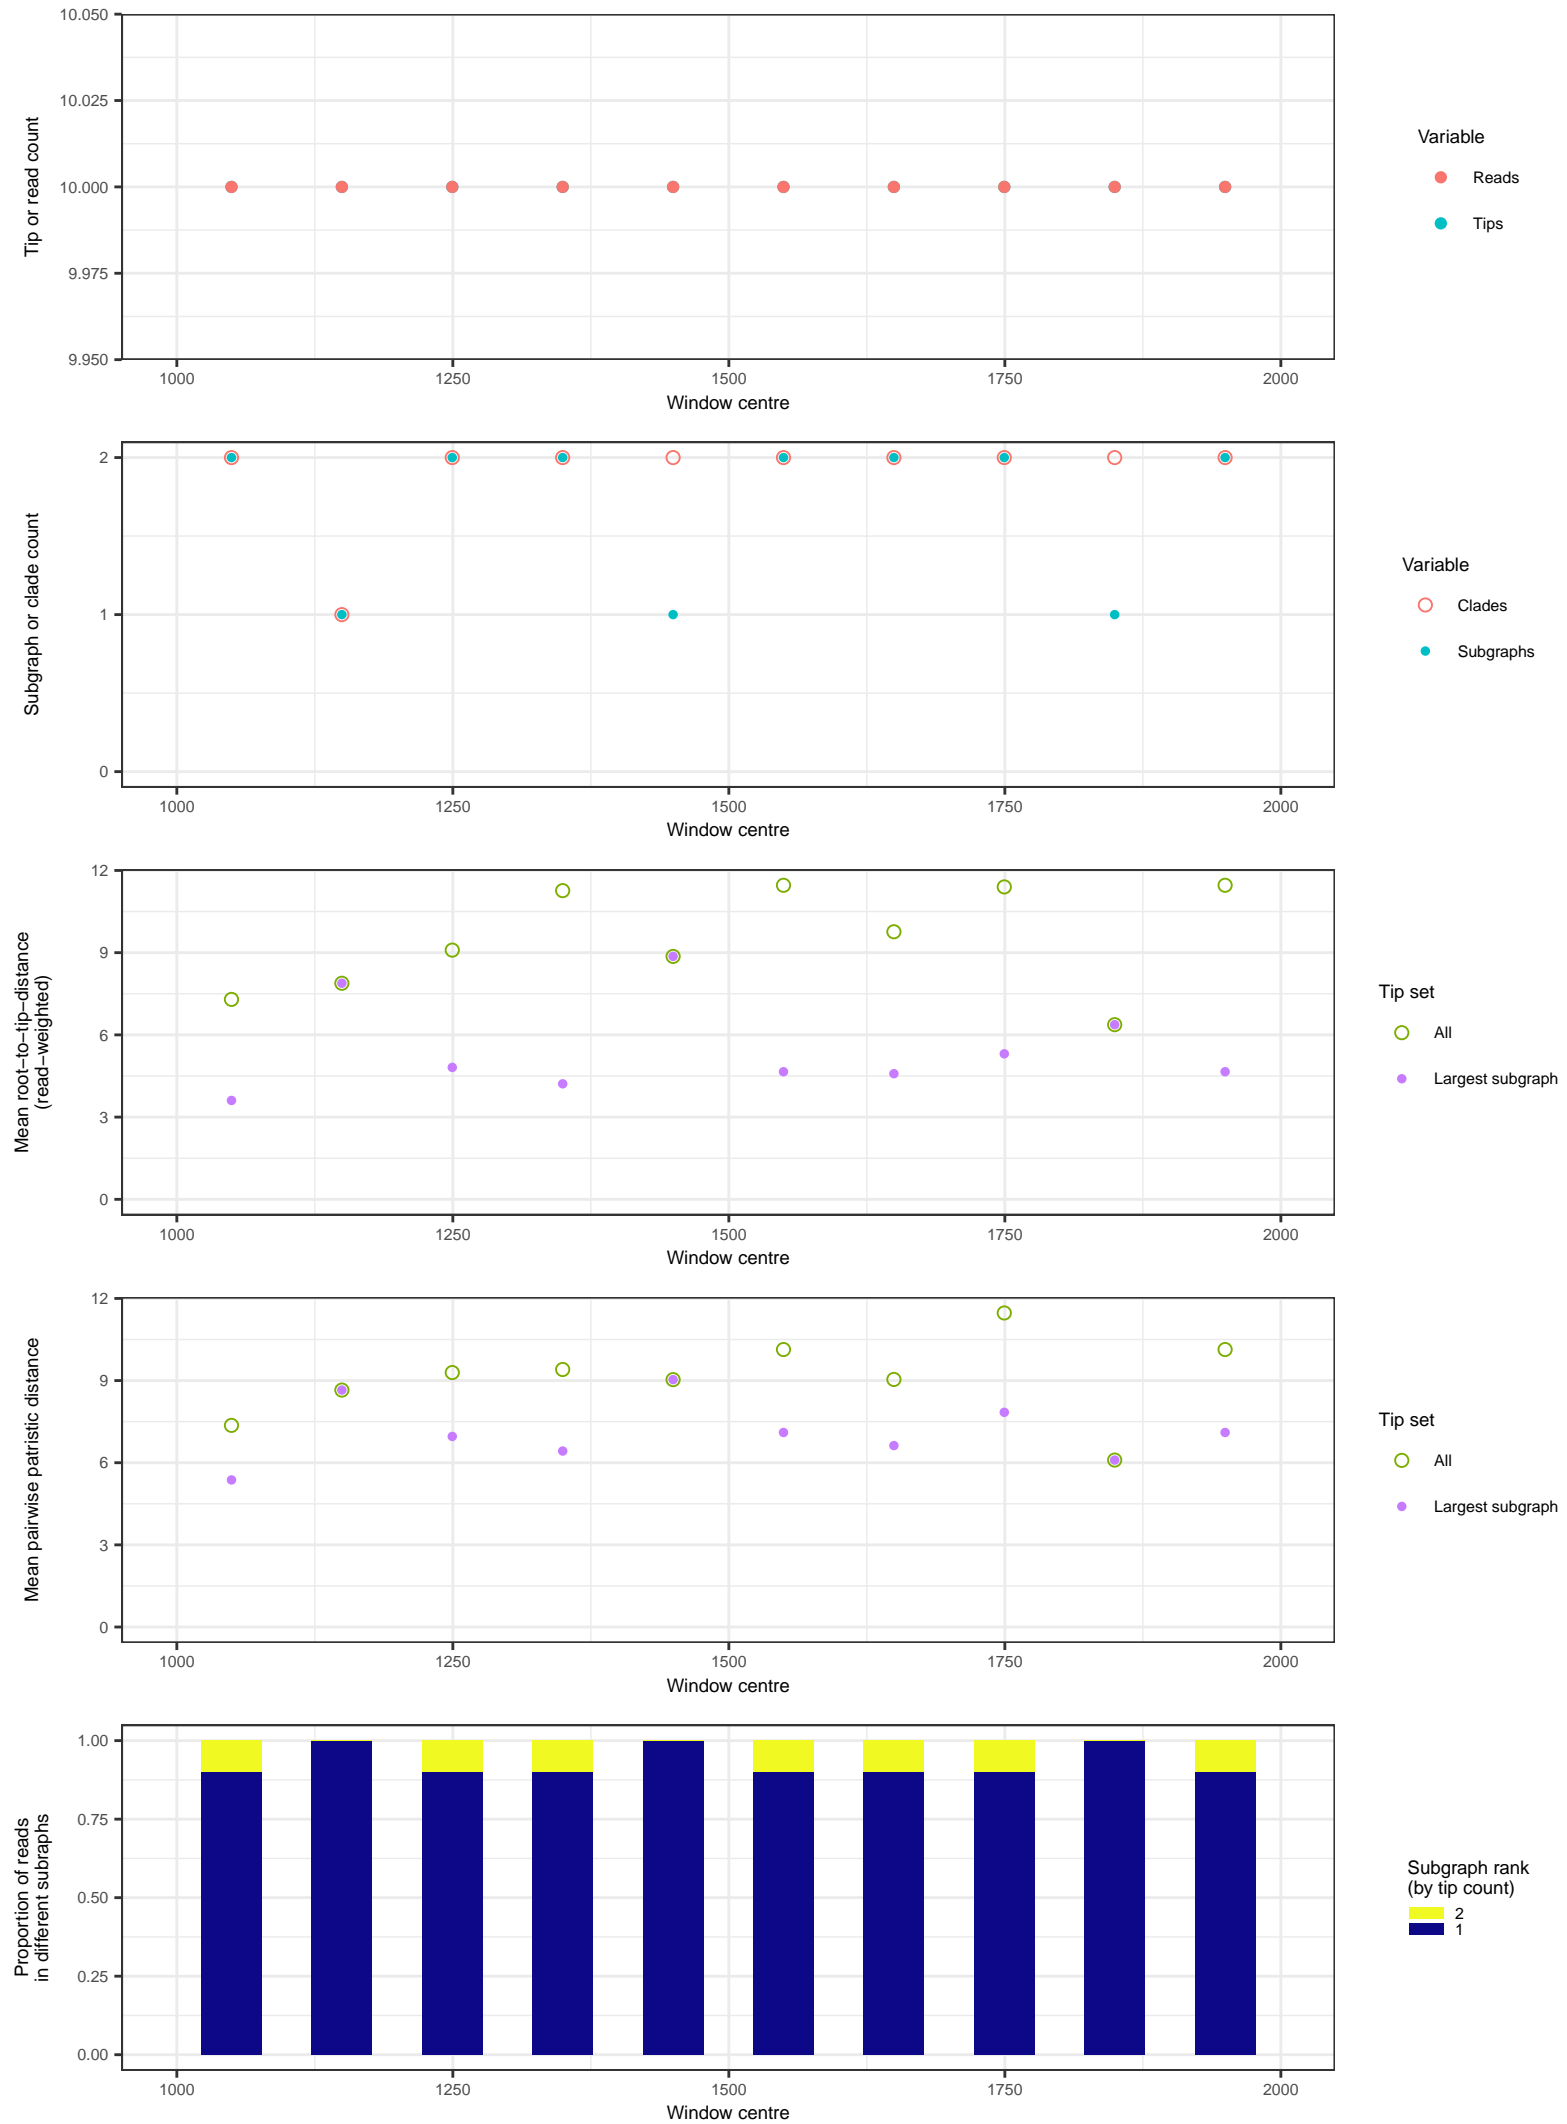 10.050
10.025
10.000
9.975
9.950
Tip or read count
1000 1250 1500 1750 2000
Window centre
Variable
Reads
Tips
2
1
0
Subgraph or clade count
1000 1250 1500 1750 2000
Window centre
Variable
Clades
Subgraphs
12
9
6
3
0
Mean root−to−tip−distance
(read−weighted)
1000 1250 1500 1750 2000
Window centre
Tip set
All
Largest subgraph
12
9
6
3
0
Mean pairwise patristic distance
1000 1250 1500 1750 2000
Window centre
Tip set
All
Largest subgraph
1.00
0.75
0.50
0.25
0.00
Proportion of reads
in different subraphs
1000 1250 1500 1750 2000
Window centre
Subgraph rank
(by tip count)
2
1